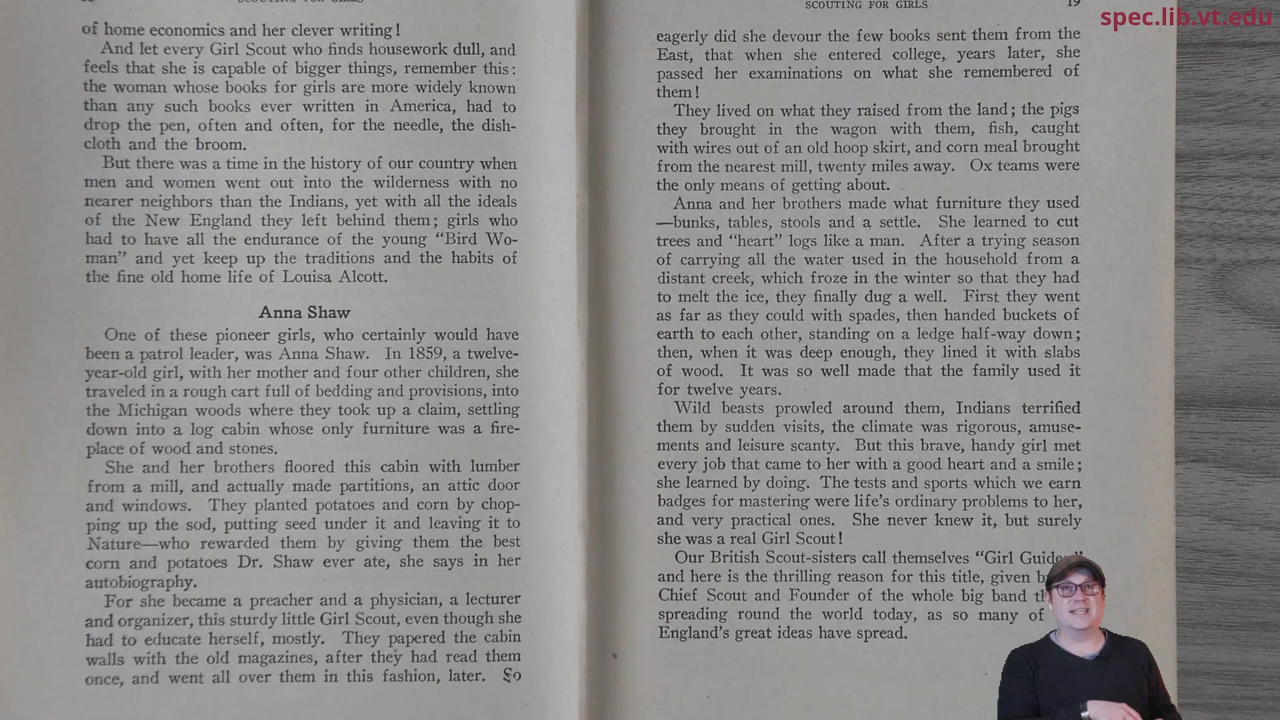 SCOUTING FOR GIRLS
of home economics and her clever writing!
And let every Girl Scout who finds housework dull, and
feels that she is capable of bigger things, remember this:
the woman whose books for girls are more widely known
than any such books ever written in America, had to
drop the pen, often and often, for the needle, the dish-
cloth and the broom.
But there was a time in the history of our country when
men and women went out into the wilderness with no
nearer neighbors than the Indians, yet with all the ideals
of the New England they left behind them; girls who
had to have all the endurance of the young "Bird Wo-
man" and yet keep up the traditions and the habits of
the fine old home life of Louisa Alcott.
Anna Shaw
One of these pioneer girls, who certainly would have
been a patrol leader, was Anna Shaw. In 1859, a twelve-
year-old girl, with her mother and four other children, she
traveled in a rough cart full of bedding and provisions, into
the Michigan woods where they took up a claim, settling
down into a log cabin whose only furniture was a fire-
place of wood and stones.
She and her brothers floored this cabin with lumber
from a mill, and actually made partitions, an attic door
and windows. They planted potatoes and corn by chop-
ping up the sod, putting seed under it and leaving it to
Nature—who rewarded them by giving them the best
corn and potatoes Dr. Shaw ever ate, she says in her
autobiography.
For she became a preacher and a physician, a lecturer
and organizer, this sturdy little Girl Scout, even though she
had to educate herself, mostly. They papered the cabin
walls with the old magazines, after they had read them
once, and went all over them in this fashion, later. So
SCOUTING FOR GIRLS 19
eagerly did she devour the few books sent them from the
East, that when she entered college, years later, she
passed her examinations on what she remembered of
them!
They lived on what they raised from the land; the pigs
they brought in the wagon with them, fish, caught
with wires out of an old hoop skirt, and corn meal brought
from the nearest mill, twenty miles away. Ox teams were
the only means of getting about.
Anna and her brothers made what furniture they used
—bunks, tables, stools and a settle. She learned to cut
trees and "heart" logs like a man. After a trying season
of carrying all the water used in the household from a
distant creek, which froze in the winter so that they had
to melt the ice, they finally dug a well. First they went
as far as they could with spades, then handed buckets of
earth to each other, standing on a ledge half-way down;
then, when it was deep enough, they lined it with slabs
of wood. It was so well made that the family used it
for twelve years.
Wild beasts prowled around them, Indians terrified
them by sudden visits, the climate was rigorous, amuse-
ments and leisure scanty. But this brave, handy girl met
every job that came to her with a good heart and a smile;
she learned by doing. The tests and sports which we earn
badges for mastering were life's ordinary problems to her,
and very practical ones. She never knew it, but surely
she was a real Girl Scout!
Our British Scout-sisters call themselves "Girl Guides"
and here is the thrilling reason for this title, given
Chief Scout and Founder of the whole big band
spreading round the world today, as so many of
England's great ideas have spread.
spec.lib.vt.edu